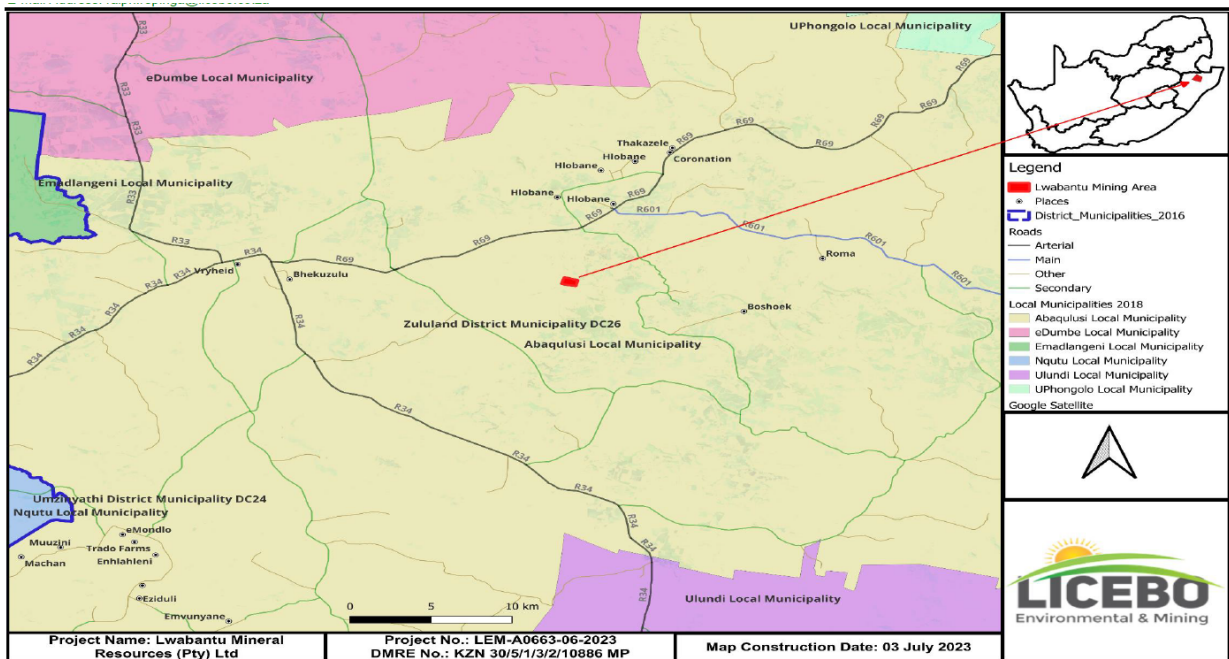 R33
UPhongolo Local Municipality
eDumbe Local Municipality
R33
R33
R69
R69
R69
R69
Thakazele
Hlobane
Hlobane
Coronation
R69
Emadlangeni Local Municipality
Hlobane
Hlobane
R69
R601
R33
R69
R601
R601
R33
R34
R69
Roma
R601
Vryheid
R34
R34
Bhekuzulu
R34
R34
Boshoek
Zululand District Municipality DC26
R34
Abaqulusi Local Municipality
R34
R34
R34
Umzinyathi District Municipality DC24
Nqutu Local Municipality
R34
eMondlo
Muuzini
Trado Farms
Machan
Enhlahleni
R34
Eziduli
Ulundi Local Municipality
R34
Emvunyane
0 5 10 km
Legend
Lwabantu Mining Area
Places
District_Municipalities_2016
Roads
Arterial
Main
Other
Secondary
Local Municipalities 2018
Abaqulusi Local Municipality
eDumbe Local Municipality
Emadlangeni Local Municipality
Nqutu Local Municipality
Ulundi Local Municipality
UPhongolo Local Municipality
Google Satellite
LICEBO
Environmental & Mining
Project Name: Lwabantu Mineral
Resources (Pty) Ltd
Project No.: LEM-A0663-06-2023
DMRE No.: KZN 30/5/1/3/2/10886 MP
Map Construction Date: 03 July 2023